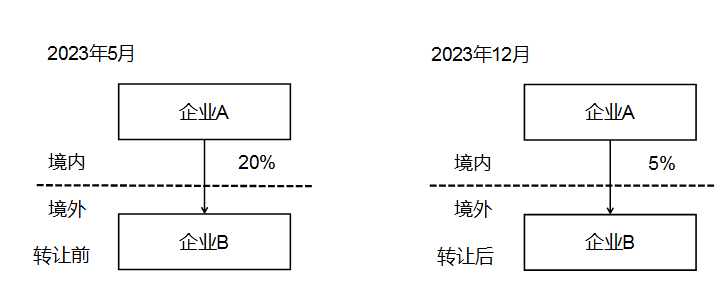 2023年5月
企业A
境内
20%
境外
企业B
转让前
2023年12月
企业A
境内
5%
境外
企业B
转让后